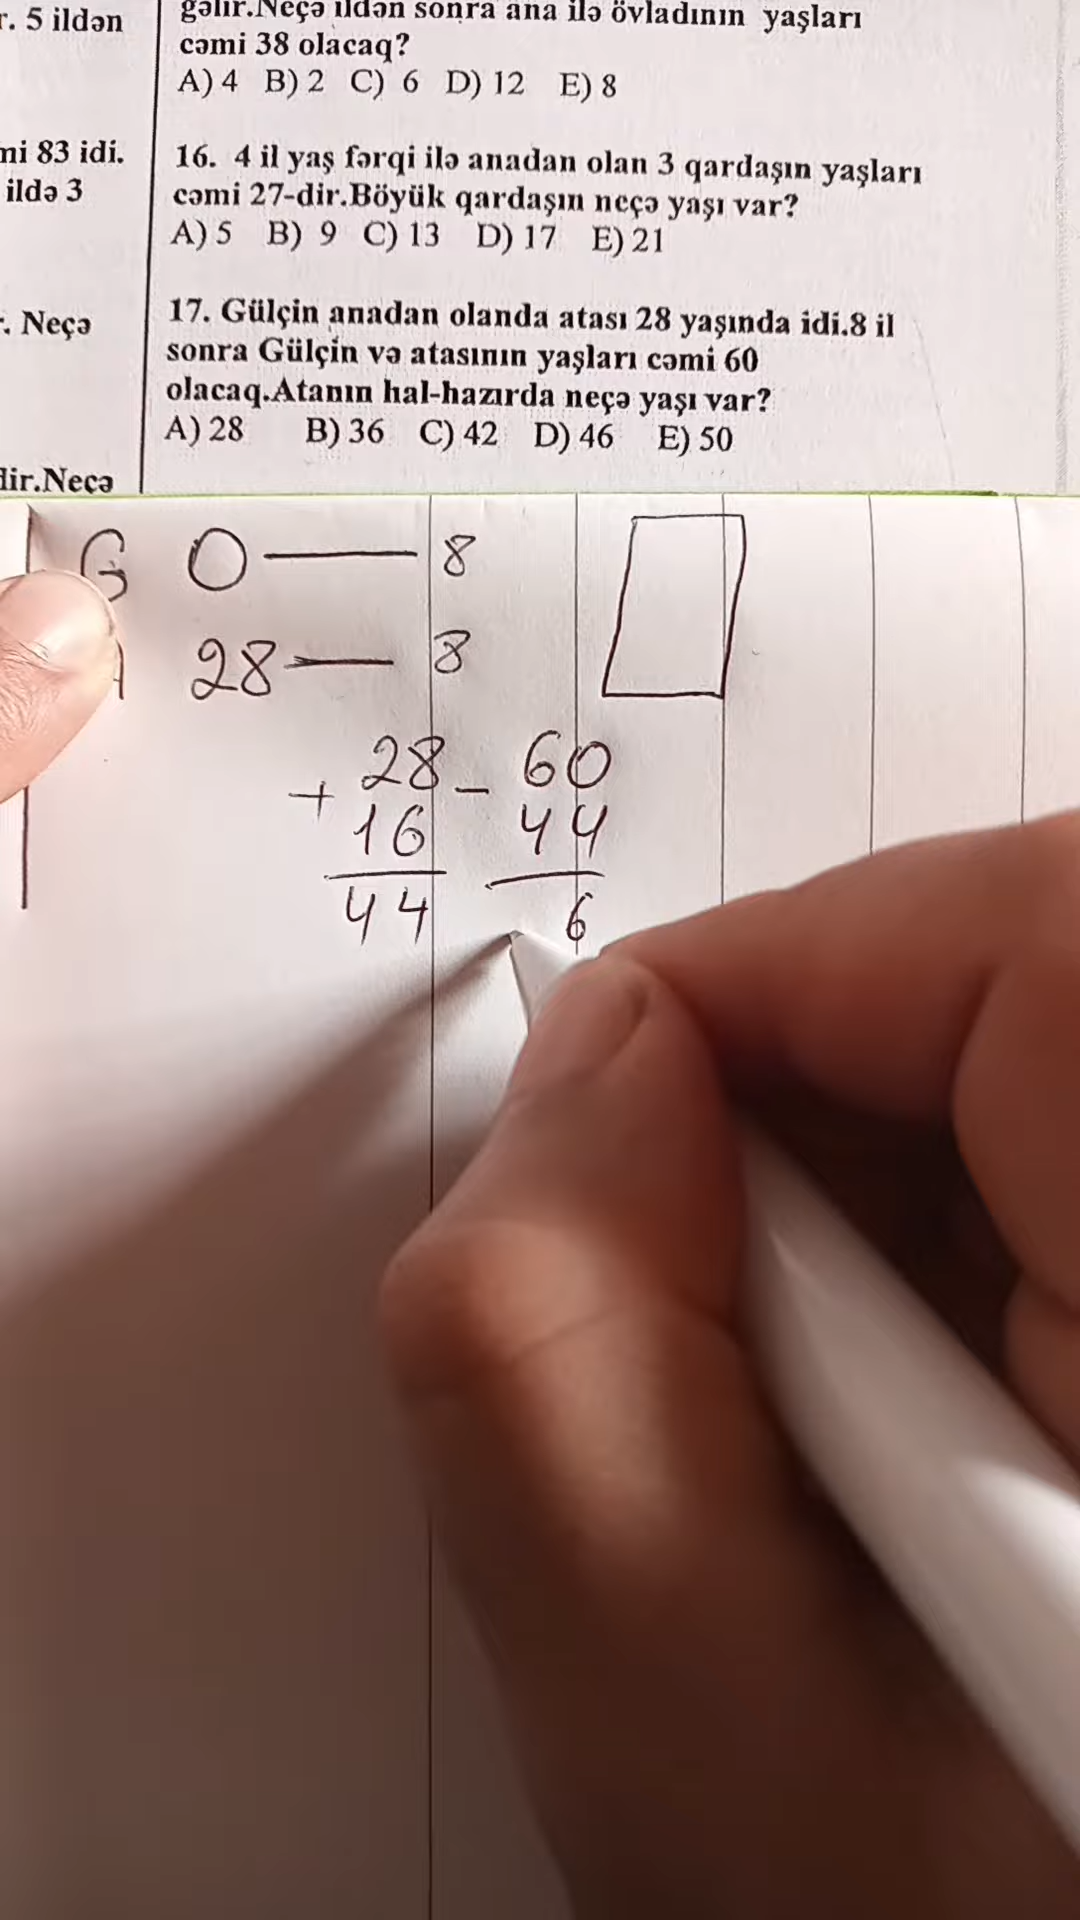 r. 5 ildən
mi 83 idi.
ildə 3
r. Neçə
dir.Neçə
gəlir.Neçə ildən sonra ana ilə övladının yaşları
cəmi 38 olacaq?
A) 4 B) 2 C) 6 D) 12 E) 8
16. 4 il yaş fərqi ilə anadan olan 3 qardaşın yaşları
cəmi 27-dir.Böyük qardaşın neçə yaşı var?
A) 5 B) 9 C) 13 D) 17 E) 21
17. Gülçin anadan olanda atası 28 yaşında idi.8 il
sonra Gülçin və atasının yaşları cəmi 60
olacaq.Atanın hal-hazırda neçə yaşı var?
A) 28 B) 36 C) 42 D) 46 E) 50
G 0 — 8
28 — 8
28 - 60
+ 16 44
44 6